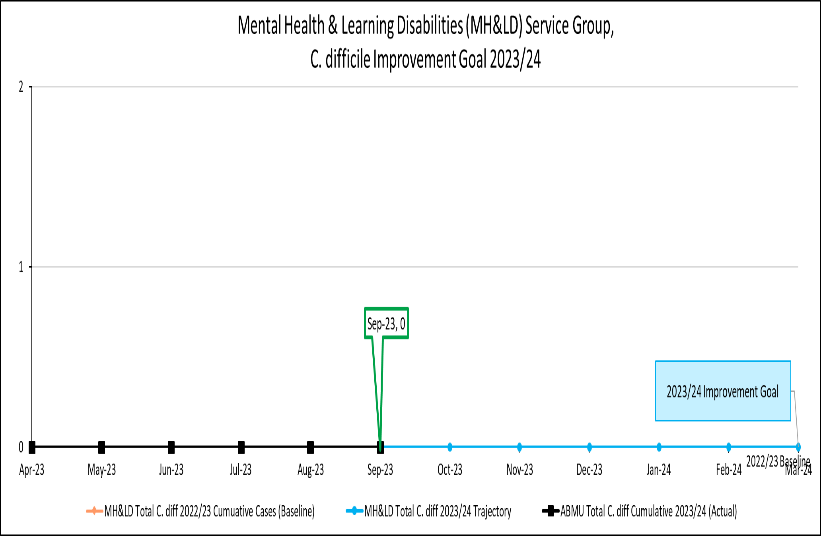 Mental Health & Learning Disabilities (MH&LD) Service Group,
C. difficile Improvement Goal 2023/24
2
1
Sep-23, 0
2023/24 Improvement Goal
0
2022/23 Baseline
Apr-23 May-23 Jun-23 Jul-23 Aug-23 Sep-23 Oct-23 Nov-23 Dec-23 Jan-24 Feb-24 Mar-24
MH&LD Total C. diff 2022/23 Cumuative Cases (Baseline) MH&LD Total C. diff 2023/24 Trajectory ABMU Total C. diff Cumulative 2023/24 (Actual)